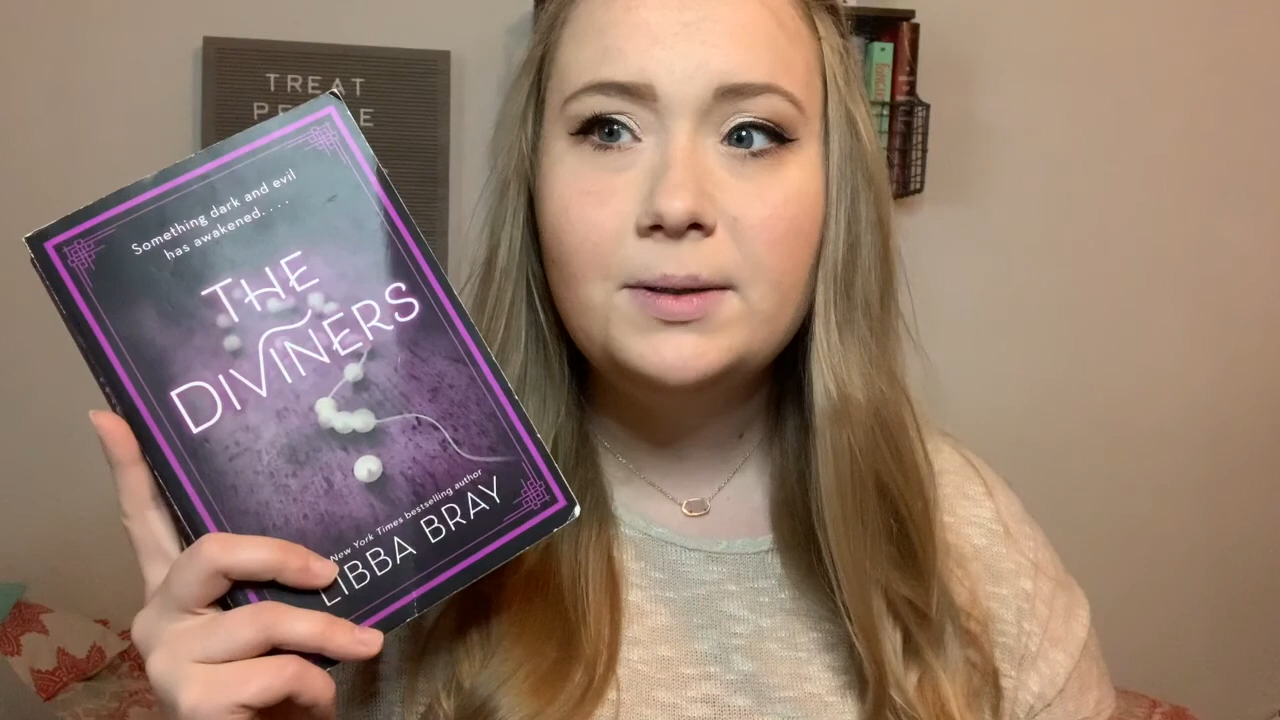 TREAT
Something dark and evil
has awakened. . . .
THE
DIVINERS
New York Times bestselling author
LIBBA BRAY